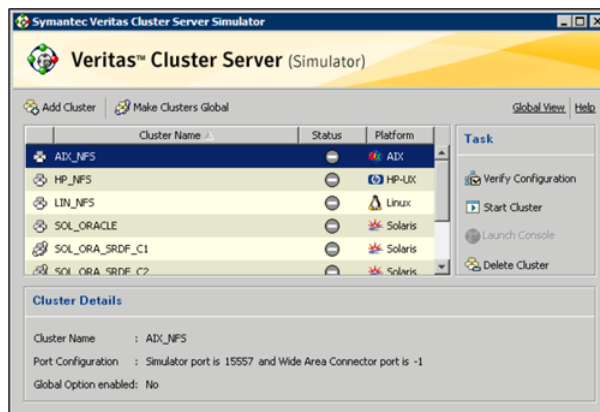 Symantec Veritas Cluster Server Simulator
Veritas™ Cluster Server (Simulator)
Add Cluster Make Clusters Global Global View Help
Cluster Name Status Platform
AIX_NFS AIX
HP_NFS HP-UX
LIN_NFS Linux
SOL_ORACLE Solaris
SOL_ORA_SRDF_C1 Solaris
SOL_ORA_SRDF_C2 Solaris
Task
Verify Configuration
Start Cluster
Launch Console
Delete Cluster
Cluster Details
Cluster Name : AIX_NFS
Port Configuration : Simulator port is 15557 and Wide Area Connector port is -1
Global Option enabled: No